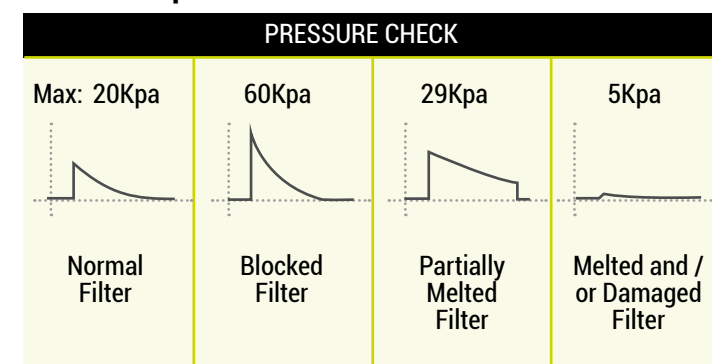 PRESSURE CHECK
Max: 20Kpa
60Kpa
29Kpa
5Kpa
Normal
Filter
Blocked
Filter
Partially
Melted
Filter
Melted and /
or Damaged
Filter